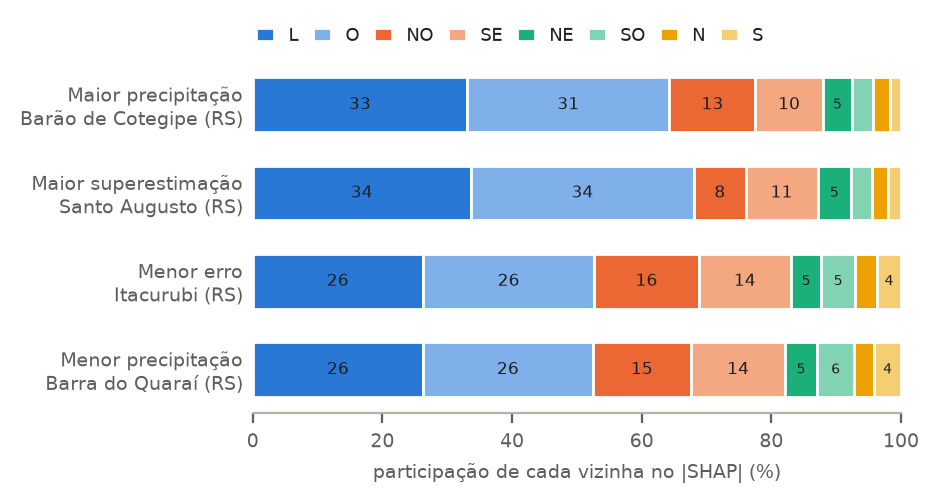 L O NO SE NE SO N S
Maior precipitação
Barão de Cotegipe (RS)
33 31 13 10 5
Maior superestimação
Santo Augusto (RS)
34 34 8 11 5
Menor erro
Itacurubi (RS)
26 26 16 14 5 5 4
Menor precipitação
Barra do Quaraí (RS)
26 26 15 14 5 6 4
0 20 40 60 80 100
participação de cada vizinha no |SHAP| (%)